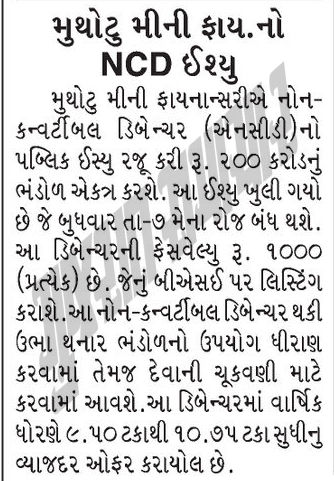 મુથોટુ મીની ફાય.નો
NCD ઈશ્યુ
મુથોટુ મીની ફાયનાન્સરીએ નોન-
કન્વર્ટીબલ ડિબેન્ચર (એનસીડી)નો
પબ્લિક ઈસ્યુ રજૂ કરી રૂ. ૨૦૦ કરોડનું
ભંડોળ એકત્ર કરશે. આ ઈશ્યુ ખુલી ગયો
છે જે બુધવાર તા-૭ મેના રોજ બંધ થશે.
આ ડિબેન્ચરની ફેસવેલ્યુ રૂ. ૧૦૦૦
(પ્રત્યેક) છે. જેનું બીએસઈ પર લિસ્ટિંગ
કરાશે. આ નોન-કન્વર્ટીબલ ડિબેન્ચર થકી
ઉભા થનાર ભંડોળનો ઉપયોગ ધીરાણ
કરવામાં તેમજ દેવાની ચૂકવણી માટે
કરવામાં આવશે. આ ડિબેન્ચરમાં વાર્ષિક
ધોરણે ૯.૫૦ ટકાથી ૧૦.૭૫ ટકા સુધીનુ
વ્યાજદર ઓફર કરાયોલ છે.